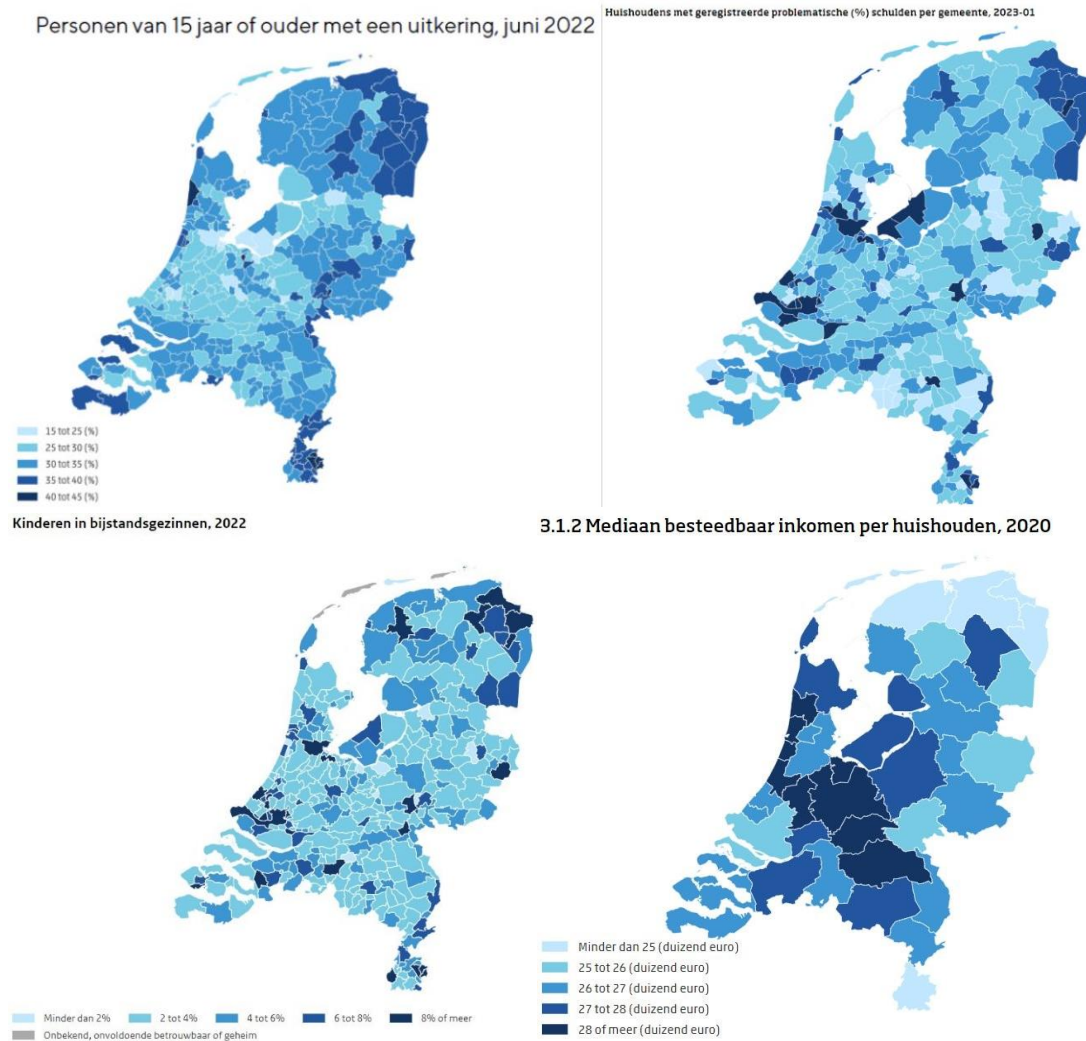 Personen van 15 jaar of ouder met een uitkering, juni 2022
15 tot 25 (%)
25 tot 30 (%)
30 tot 35 (%)
35 tot 40 (%)
40 tot 45 (%)
Huishoudens met geregistreerde problematische (%) schulden per gemeente, 2023-01
Kinderen in bijstandsgezinnen, 2022
Minder dan 2%
2 tot 4%
4 tot 6%
6 tot 8%
8% of meer
Onbekend, onvoldoende betrouwbaar of geheim
3.1.2 Mediaan besteedbaar inkomen per huishouden, 2020
Minder dan 25 (duizend euro)
25 tot 26 (duizend euro)
26 tot 27 (duizend euro)
27 tot 28 (duizend euro)
28 of meer (duizend euro)